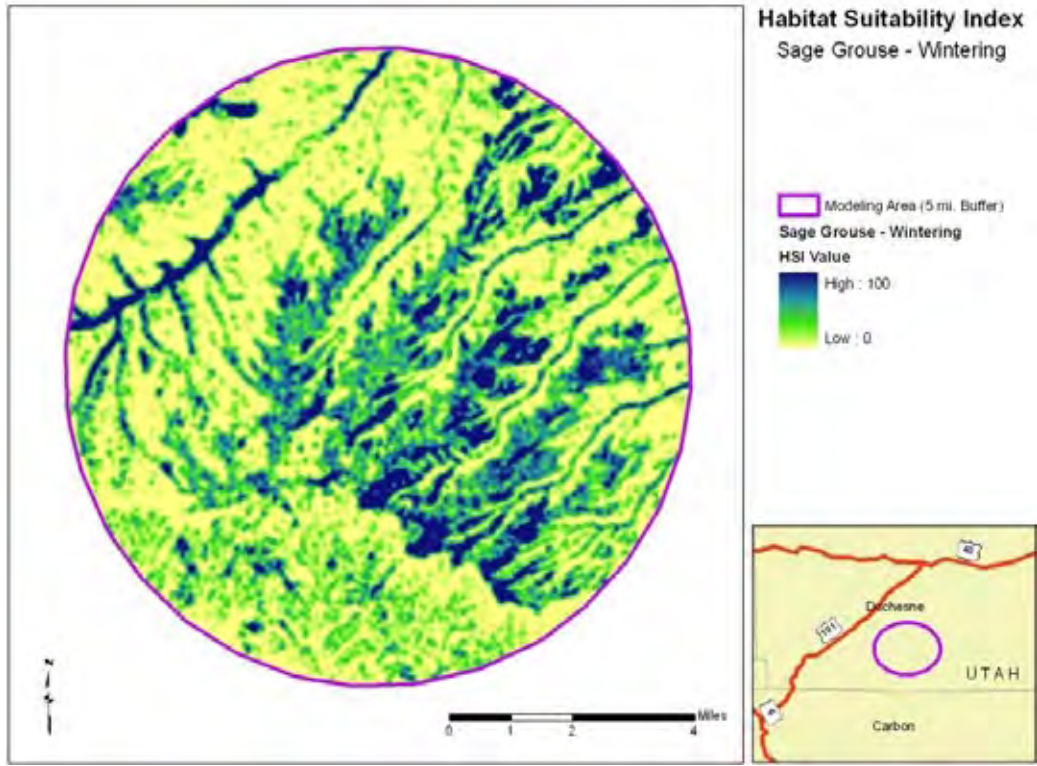 Habitat Suitability Index
Sage Grouse - Wintering
Modeling Area (5 mi. Buffer)
Sage Grouse - Wintering
HSI Value
High : 100
Low : 0
Miles
0 1 2 4
40
Duchesne
191
UTAH
6
Carbon